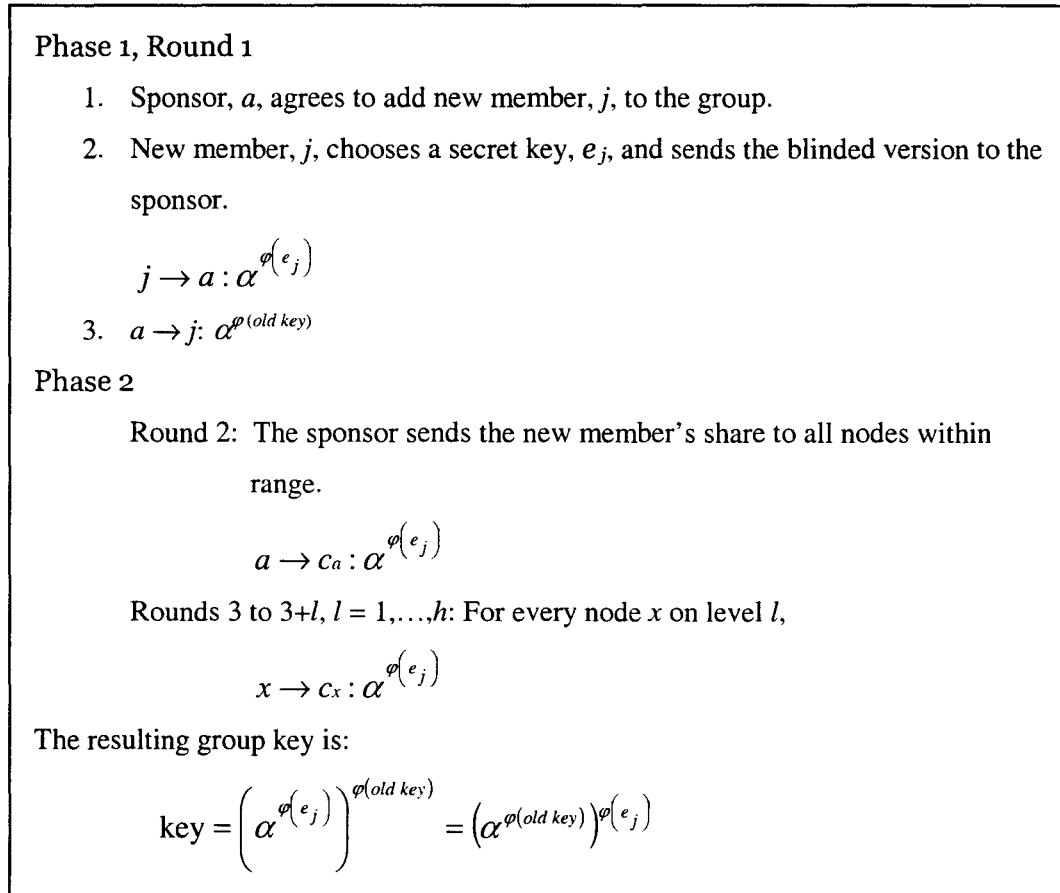 Phase 1, Round 1
1. Sponsor, a, agrees to add new member, j, to the group.
2. New member, j, chooses a secret key, e_j, and sends the blinded version to the
sponsor.
j → a : α^{φ(e_j)}
3. a → j: α^{φ(old key)}
Phase 2
Round 2: The sponsor sends the new member's share to all nodes within
range.
a → c_a : α^{φ(e_j)}
Rounds 3 to 3+l, l = 1,...,h: For every node x on level l,
x → c_x : α^{φ(e_j)}
The resulting group key is:
key = (α^{φ(e_j)})^{φ(old key)} = (α^{φ(old key)})^{φ(e_j)}